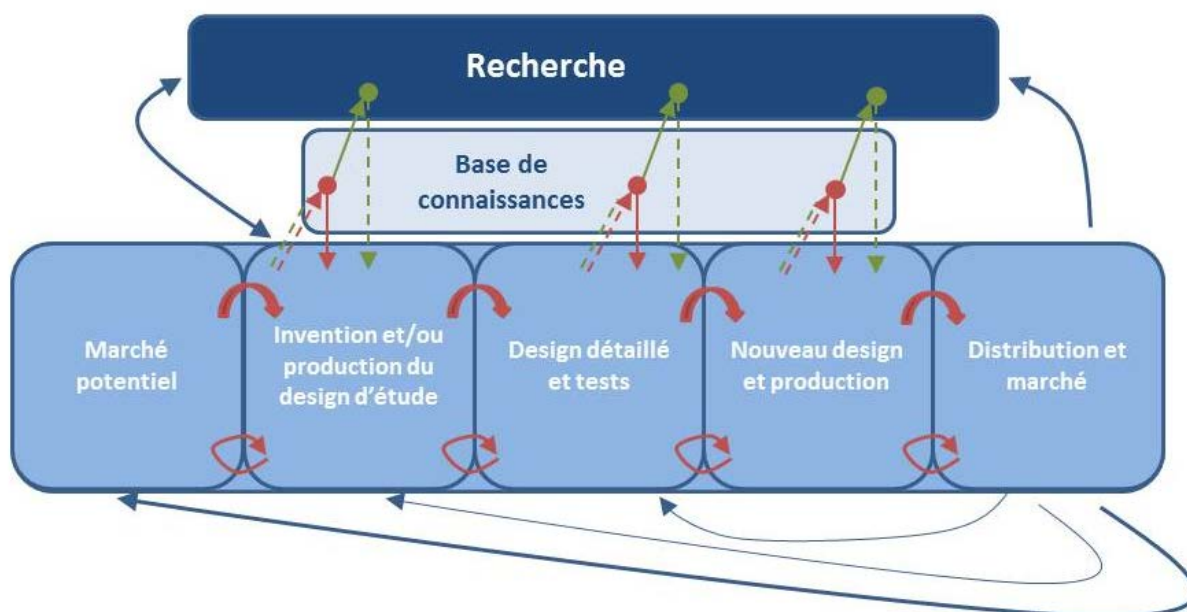 Recherche
Base de
connaissances
Marché
potentiel
Invention et/ou
production du
design d'étude
Design détaillé
et tests
Nouveau design
et production
Distribution et
marché